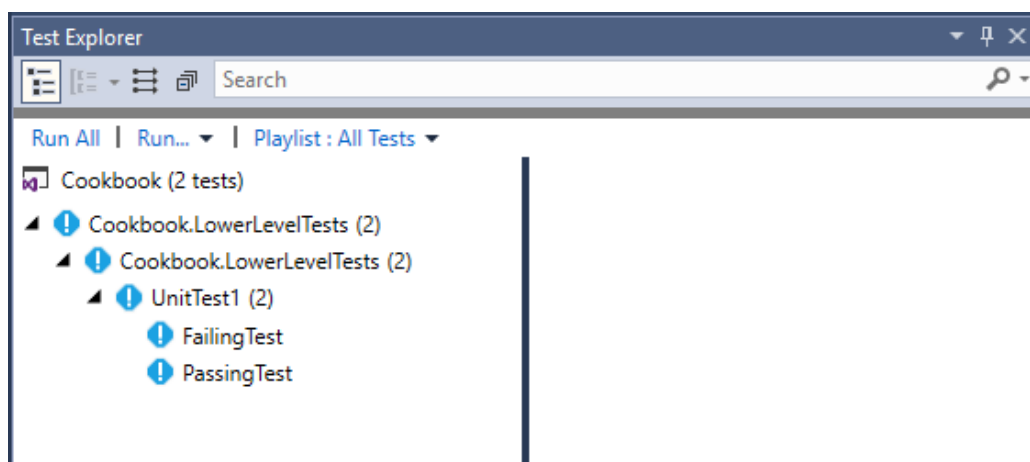 Test Explorer
Search
Run All | Run... | Playlist : All Tests
Cookbook (2 tests)
Cookbook.LowerLevelTests (2)
Cookbook.LowerLevelTests (2)
UnitTest1 (2)
FailingTest
PassingTest